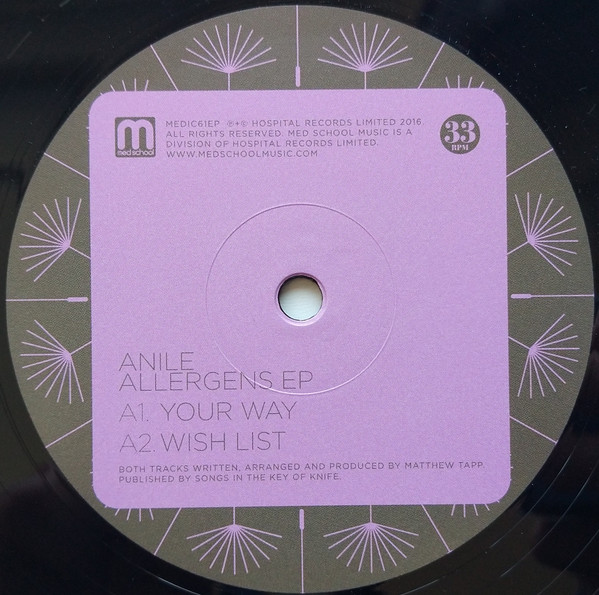 m
med school
MEDIC61EP ℗+© HOSPITAL RECORDS LIMITED 2016.
ALL RIGHTS RESERVED. MED SCHOOL MUSIC IS A
DIVISION OF HOSPITAL RECORDS LIMITED.
WWW.MEDSCHOOLMUSIC.COM
33
RPM
ANILE
ALLERGENS EP
A1. YOUR WAY
A2. WISH LIST
BOTH TRACKS WRITTEN, ARRANGED AND PRODUCED BY MATTHEW TAPP.
PUBLISHED BY SONGS IN THE KEY OF KNIFE.